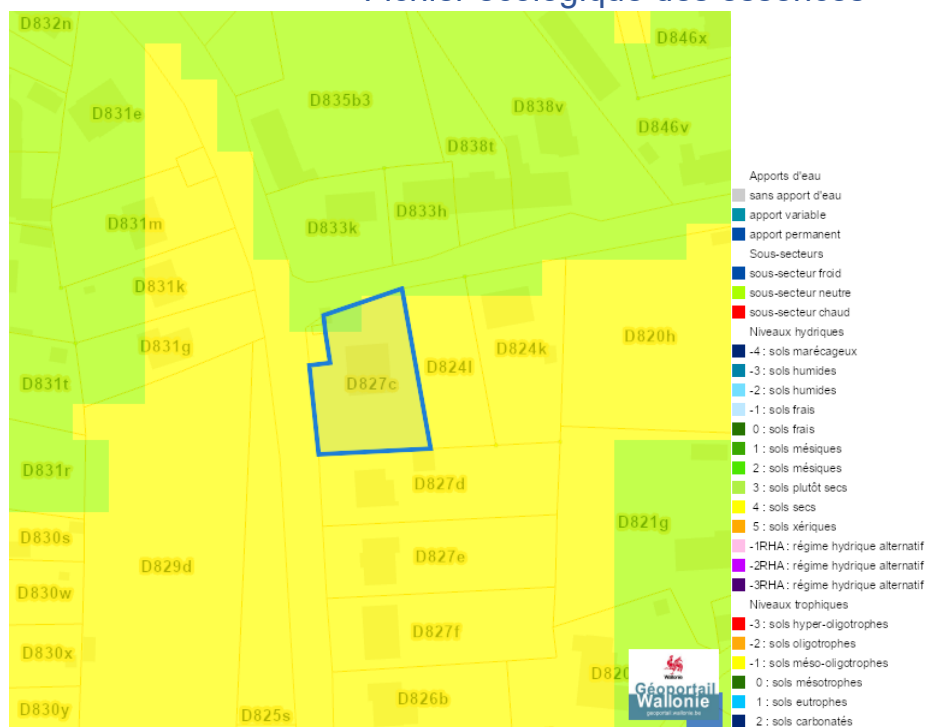 Fichier écologique des essences
D832n
D846x
D835b3
D838v
D831e
D846v
D838t
D833h
D831m
D833k
D831k
D820h
D831g
D824k
D824l
D831t
D827c
D831r
D827d
D821g
D830s
D827e
D829d
D830w
D827f
D830x
D820
D826b
D830y
D825s
Wallonie
Géoportail
Wallonie
geoportail.wallonie.be
Apports d'eau
sans apport d'eau
apport variable
apport permanent
Sous-secteurs
sous-secteur froid
sous-secteur neutre
sous-secteur chaud
Niveaux hydriques
-4 : sols marécageux
-3 : sols humides
-2 : sols humides
-1 : sols frais
0 : sols frais
1 : sols mésiques
2 : sols mésiques
3 : sols plutôt secs
4 : sols secs
5 : sols xériques
-1RHA : régime hydrique alternatif
-2RHA : régime hydrique alternatif
-3RHA : régime hydrique alternatif
Niveaux trophiques
-3 : sols hyper-oligotrophes
-2 : sols oligotrophes
-1 : sols méso-oligotrophes
0 : sols mésotrophes
1 : sols eutrophes
2 : sols carbonatés